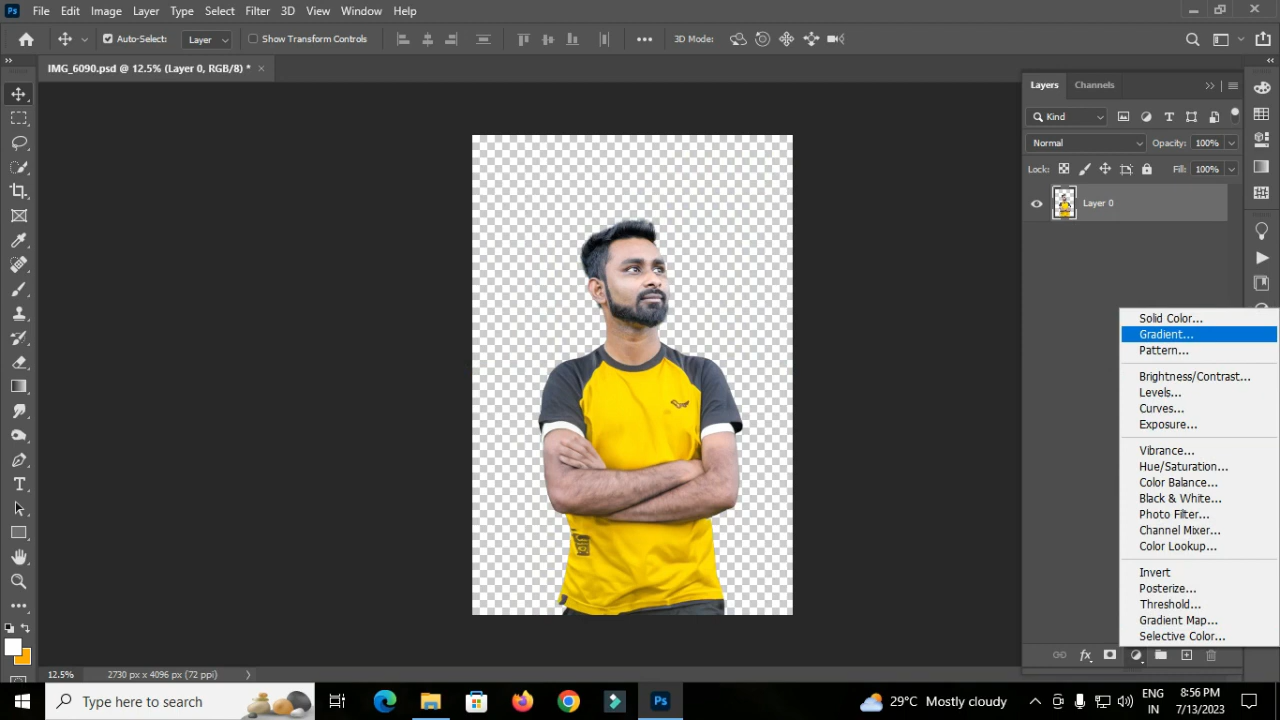 Ps File Edit Image Layer Type Select Filter 3D View Window Help
Auto-Select: Layer Show Transform Controls 3D Mode:
IMG_6090.psd @ 12.5% (Layer 0, RGB/8) *
Layers Channels
Kind
Normal Opacity: 100%
Lock: Fill: 100%
Layer 0
Solid Color...
Gradient...
Pattern...
Brightness/Contrast...
Levels...
Curves...
Exposure...
Vibrance...
Hue/Saturation...
Color Balance...
Black & White...
Photo Filter...
Channel Mixer...
Color Lookup...
Invert
Posterize...
Threshold...
Gradient Map...
Selective Color...
fx
12.5% 2730 px x 4096 px (72 ppi)
Type here to search
Ps
29°C Mostly cloudy
ENG
IN
8:56 PM
7/13/2023